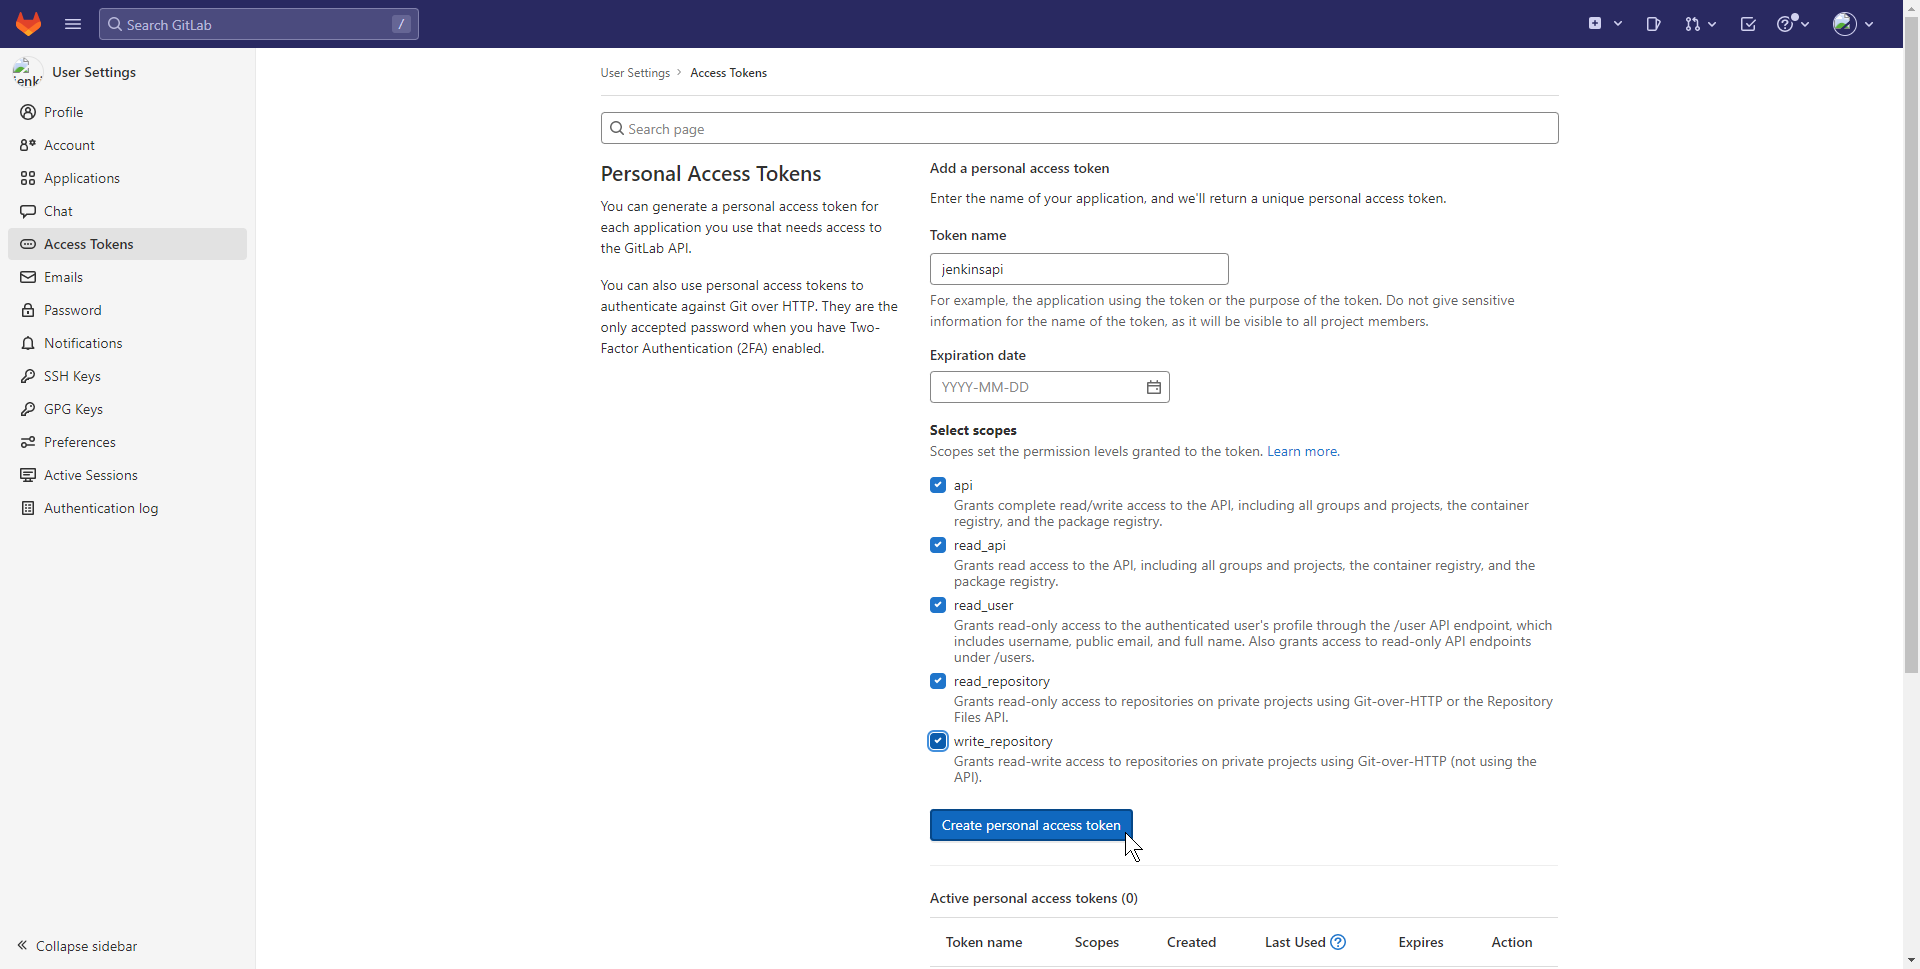 Search GitLab
/
enki
User Settings
Profile
Account
Applications
Chat
Access Tokens
Emails
Password
Notifications
SSH Keys
GPG Keys
Preferences
Active Sessions
Authentication log
Collapse sidebar
User Settings
Access Tokens
Search page
Personal Access Tokens
You can generate a personal access token for
each application you use that needs access to
the GitLab API.
You can also use personal access tokens to
authenticate against Git over HTTP. They are the
only accepted password when you have Two-
Factor Authentication (2FA) enabled.
Add a personal access token
Enter the name of your application, and we'll return a unique personal access token.
Token name
jenkinsapi
For example, the application using the token or the purpose of the token. Do not give sensitive
information for the name of the token, as it will be visible to all project members.
Expiration date
YYYY-MM-DD
Select scopes
Scopes set the permission levels granted to the token. Learn more.
api
Grants complete read/write access to the API, including all groups and projects, the container
registry, and the package registry.
read_api
Grants read access to the API, including all groups and projects, the container registry, and the
package registry.
read_user
Grants read-only access to the authenticated user's profile through the /user API endpoint, which
includes username, public email, and full name. Also grants access to read-only API endpoints
under /users.
read_repository
Grants read-only access to repositories on private projects using Git-over-HTTP or the Repository
Files API.
write_repository
Grants read-write access to repositories on private projects using Git-over-HTTP (not using the
API).
Create personal access token
Active personal access tokens (0)
Token name Scopes Created Last Used Expires Action